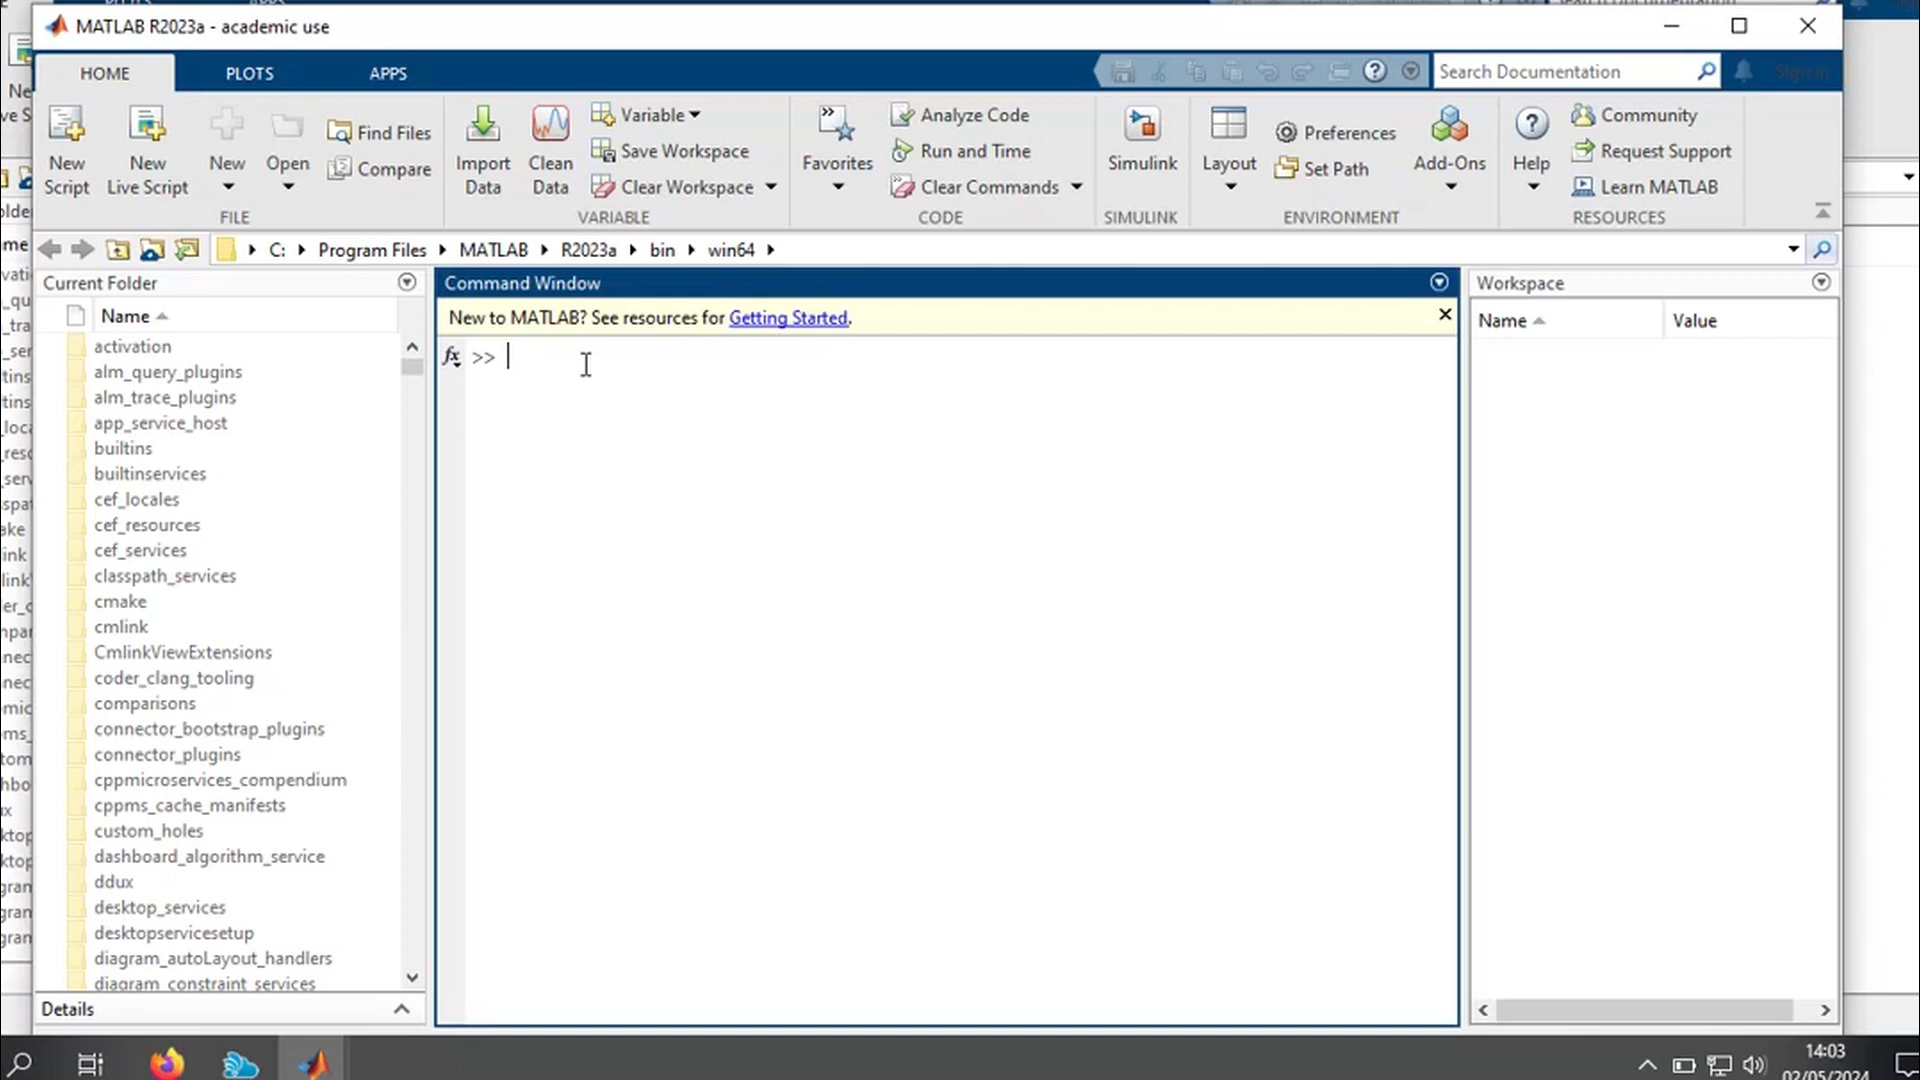 MATLAB R2023a - academic use
HOME
PLOTS
APPS
Search Documentation
Sign In
New Script
New Live Script
New
Open
Find Files
Compare
FILE
Import Data
Clean Data
Variable
Save Workspace
Clear Workspace
VARIABLE
Favorites
Analyze Code
Run and Time
Clear Commands
CODE
Simulink
SIMULINK
Layout
Preferences
Set Path
Add-Ons
ENVIRONMENT
Help
Community
Request Support
Learn MATLAB
RESOURCES
C: Program Files MATLAB R2023a bin win64
Current Folder
Name
activation
alm_query_plugins
alm_trace_plugins
app_service_host
builtins
builtinservices
cef_locales
cef_resources
cef_services
classpath_services
cmake
cmlink
CmlinkViewExtensions
coder_clang_tooling
comparisons
connector_bootstrap_plugins
connector_plugins
cppmicroservices_compendium
cppms_cache_manifests
custom_holes
dashboard_algorithm_service
ddux
desktop_services
desktopservicesetup
diagram_autoLayout_handlers
diagram_constraint_services
Details
Command Window
New to MATLAB? See resources for Getting Started.
fx >>
Workspace
Name
Value
14:03
02/05/2024